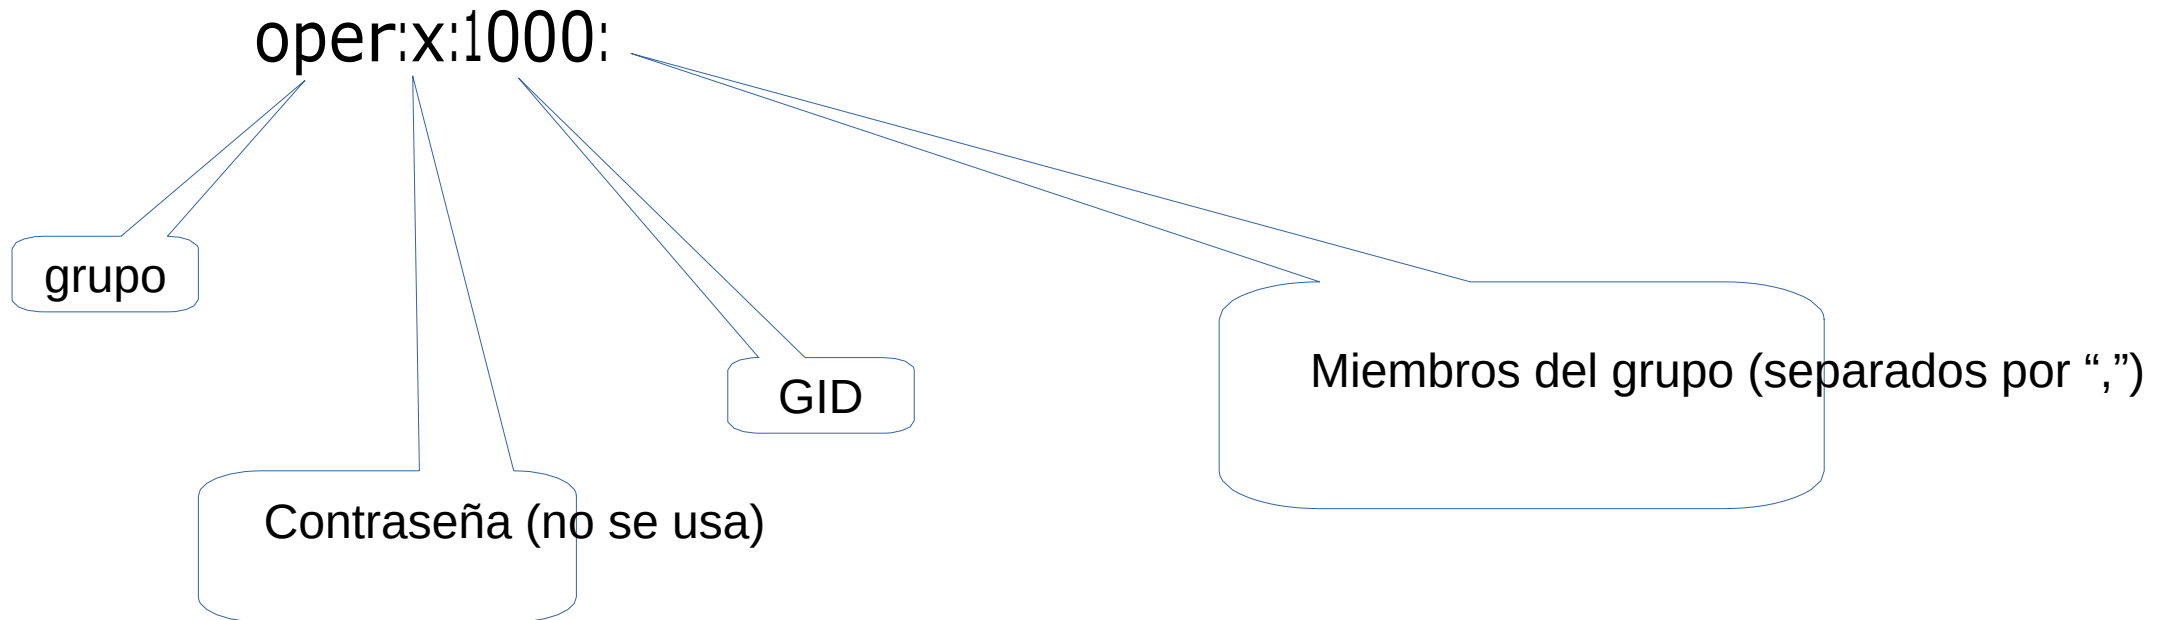 oper:x:1000:
grupo
Miembros del grupo (separados por “,”)
GID
Contraseña (no se usa)